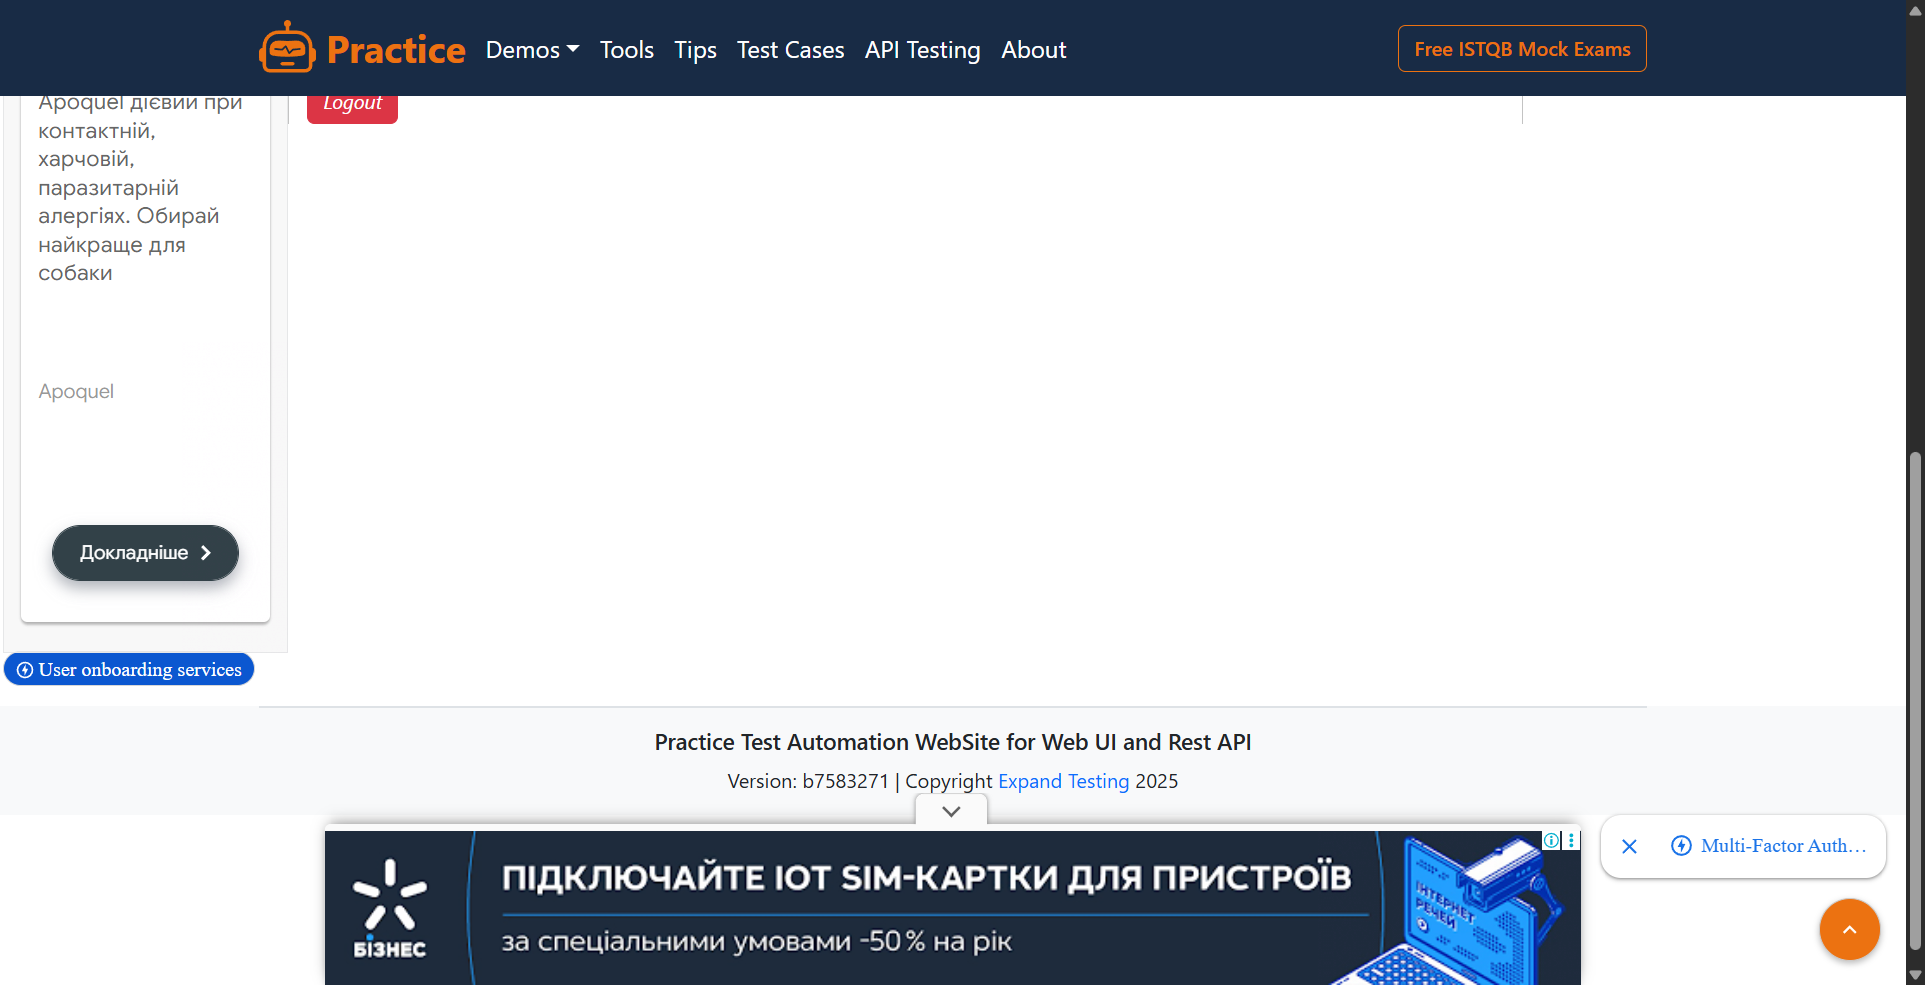 Practice
Demos
Tools
Tips
Test Cases
API Testing
About
Free ISTQB Mock Exams
Apoquel дієвий при
контактній,
харчовій,
паразитарній
алергіях. Обирай
найкраще для
собаки
Logout
Apoquel
Докладніше
User onboarding services
Practice Test Automation WebSite for Web UI and Rest API
Version: b7583271 | Copyright Expand Testing 2025
БІЗНЕС
ПІДКЛЮЧАЙТЕ ІОТ SIM-КАРТКИ ДЛЯ ПРИСТРОЇВ
за спеціальними умовами -50% на рік
ІНТЕРНЕТ
РЕЧЕЙ
Multi-Factor Auth...